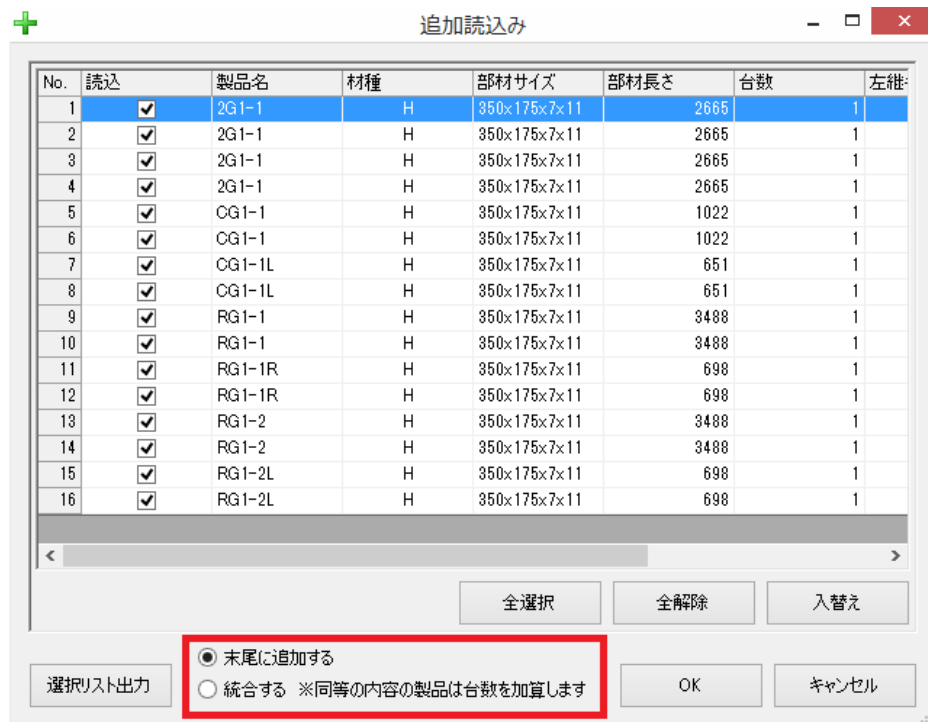 追加読込み
No. 読込 製品名 材種 部材サイズ 部材長さ 台数 左継
1 2G1-1 H 350x175x7x11 2665 1
2 2G1-1 H 350x175x7x11 2665 1
3 2G1-1 H 350x175x7x11 2665 1
4 2G1-1 H 350x175x7x11 2665 1
5 CG1-1 H 350x175x7x11 1022 1
6 CG1-1 H 350x175x7x11 1022 1
7 CG1-1L H 350x175x7x11 651 1
8 CG1-1L H 350x175x7x11 651 1
9 RG1-1 H 350x175x7x11 3488 1
10 RG1-1 H 350x175x7x11 3488 1
11 RG1-1R H 350x175x7x11 698 1
12 RG1-1R H 350x175x7x11 698 1
13 RG1-2 H 350x175x7x11 3488 1
14 RG1-2 H 350x175x7x11 3488 1
15 RG1-2L H 350x175x7x11 698 1
16 RG1-2L H 350x175x7x11 698 1
全選択 全解除 入替え
末尾に追加する
選択リスト出力 統合する ※同等の内容の製品は台数を加算します OK キャンセル